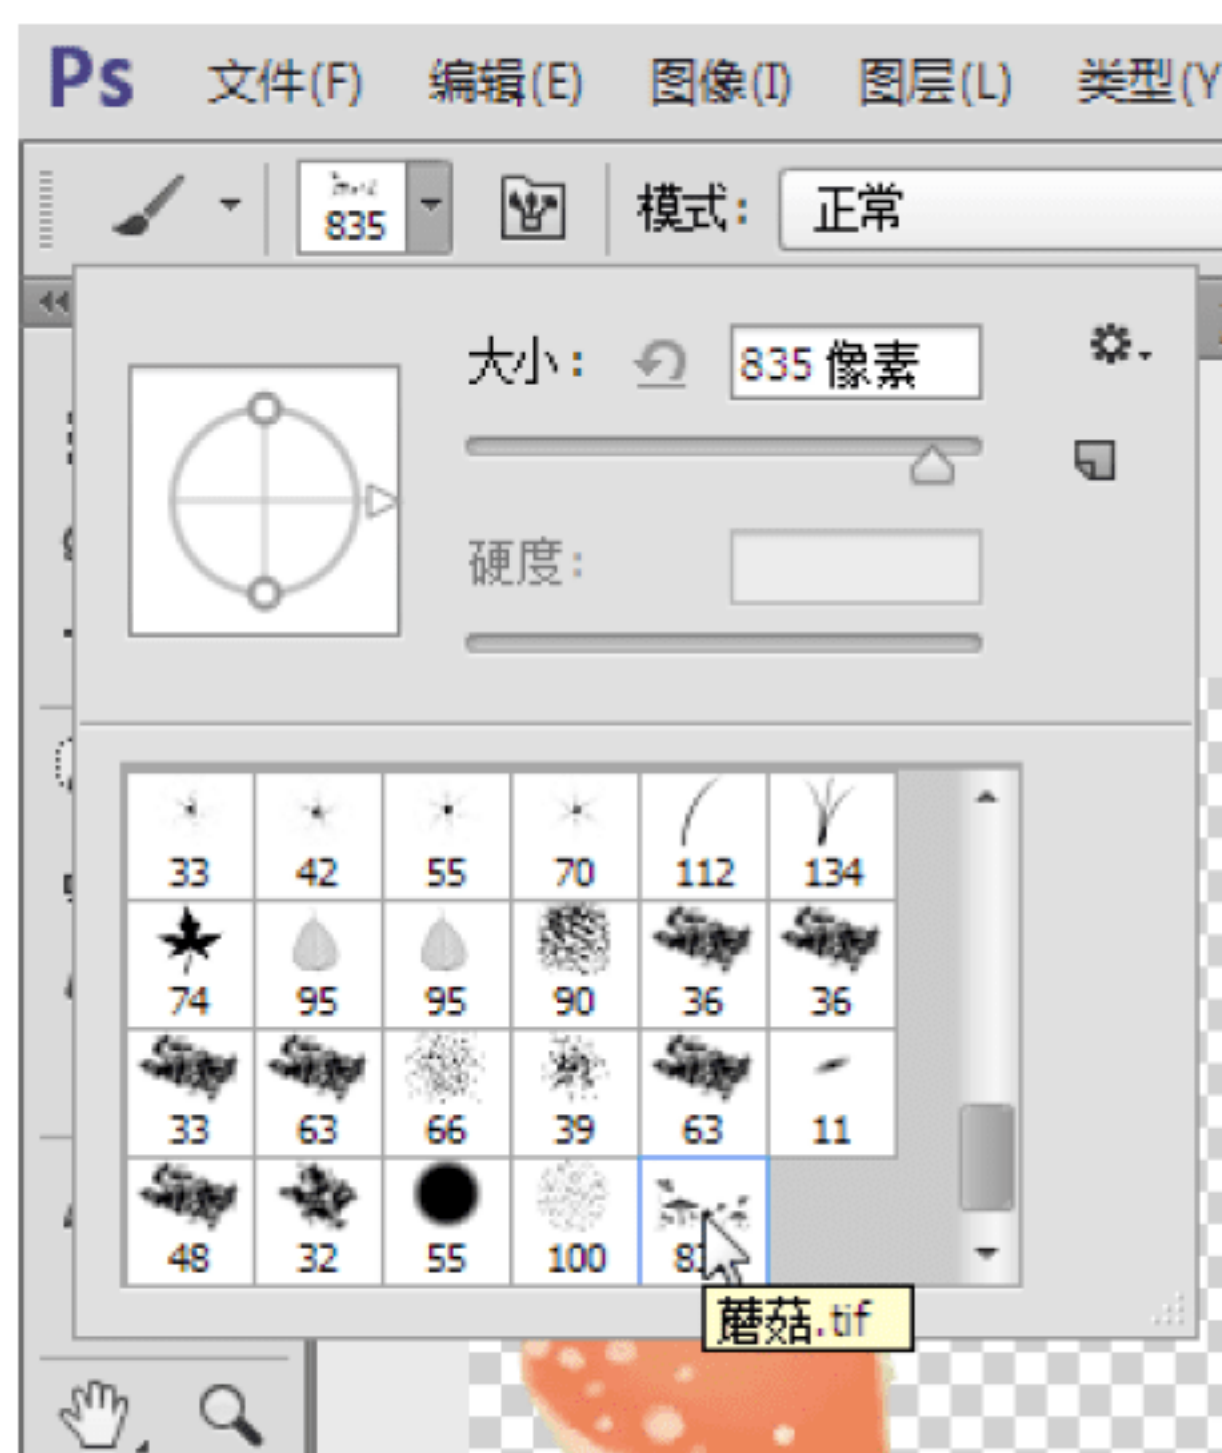 Ps 文件(F) 编辑(E) 图像(I) 图层(L) 类型(Y
835 模式： 正常
大小： 835 像素
硬度：
33 42 55 70 112 134
74 95 95 90 36 36
33 63 66 39 63 11
48 32 55 100
蘑菇.tif